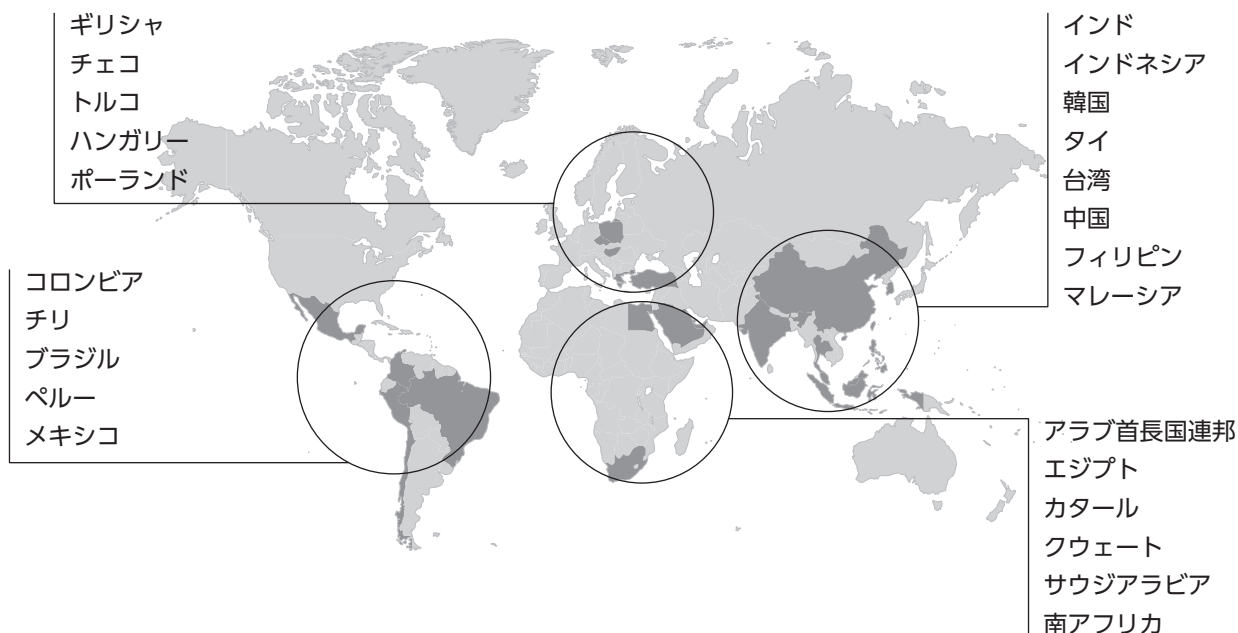 ギリシャ
チェコ
トルコ
ハンガリー
ポーランド
コロンビア
チリ
ブラジル
ペルー
メキシコ
インド
インドネシア
韓国
タイ
台湾
中国
フィリピン
マレーシア
アラブ首長国連邦
エジプト
カタール
クウェート
サウジアラビア
南アフリカ